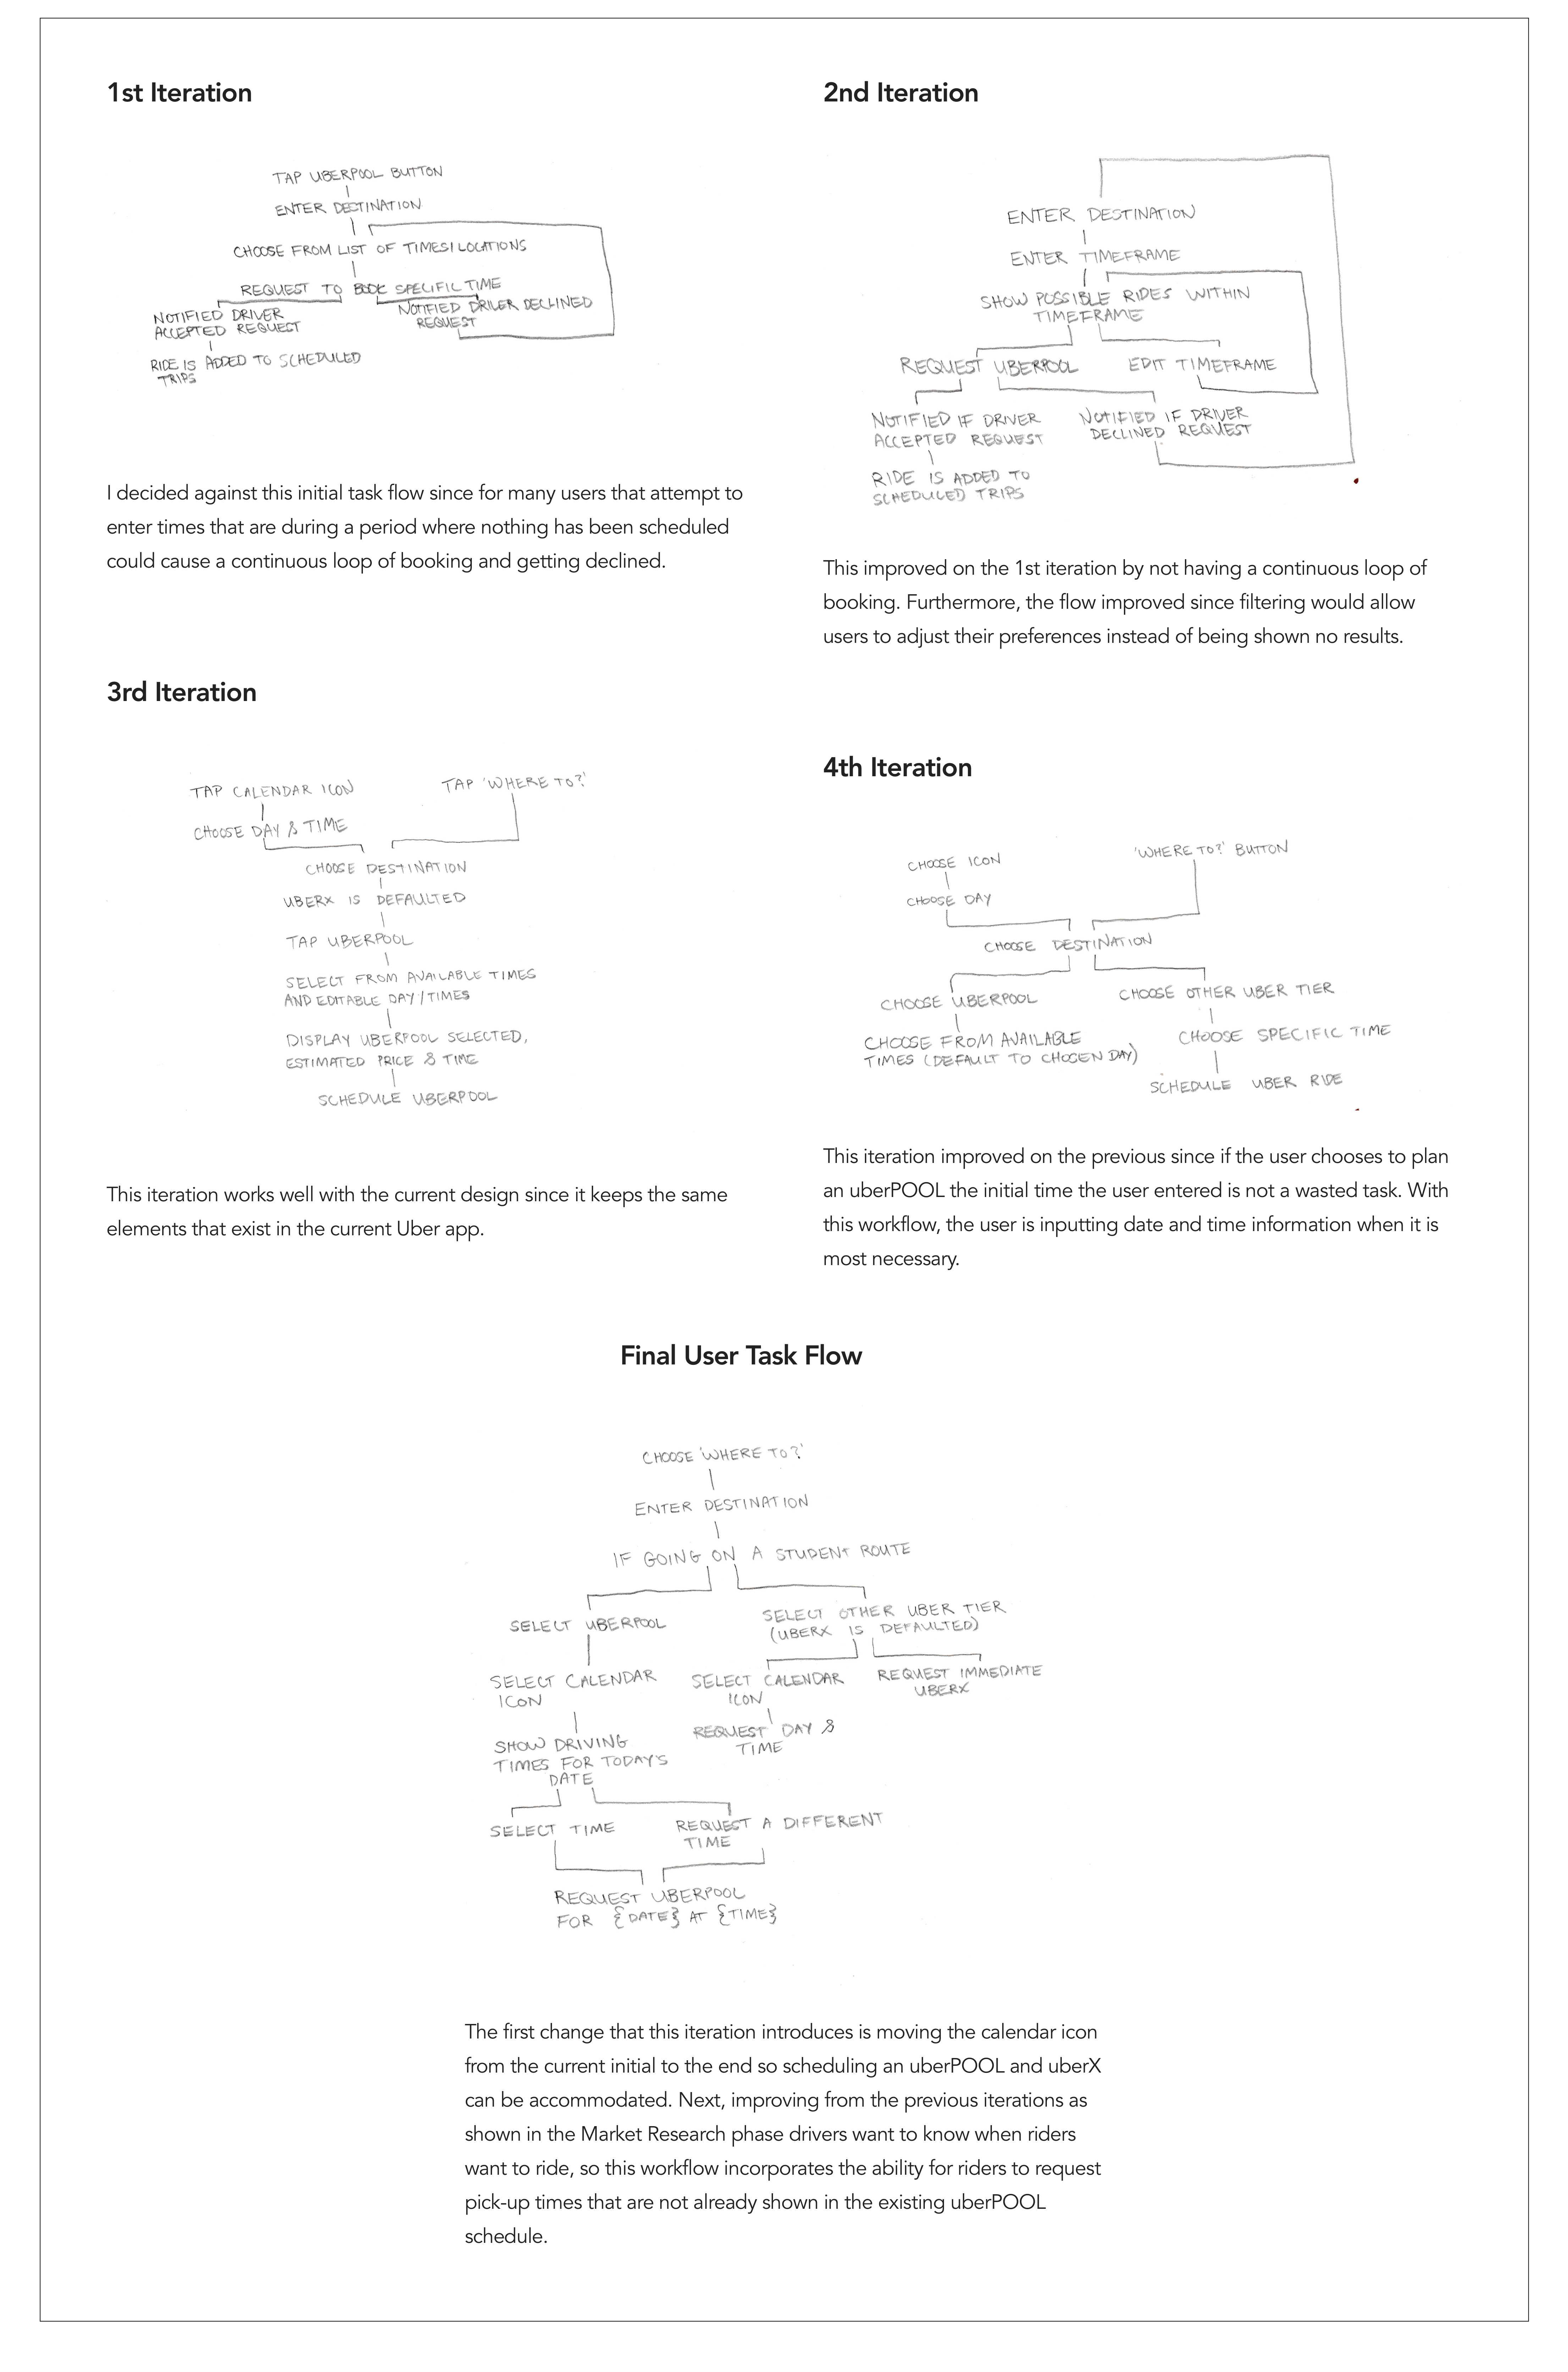 1st Iteration
TAP UBERPOOL BUTTON
ENTER DESTINATION
CHOOSE FROM LIST OF TIMES/LOCATIONS
REQUEST TO BOOK SPECIFIC TIME
NOTIFIED DRIVER
ACCEPTED REQUEST
RIDE IS ADDED TO SCHEDULED
TRIPS
NOTIFIED DRIVER DECLINED
REQUEST
I decided against this initial task flow since for many users that attempt to
enter times that are during a period where nothing has been scheduled
could cause a continuous loop of booking and getting declined.
2nd Iteration
ENTER DESTINATION
ENTER TIMEFRAME
SHOW POSSIBLE RIDES WITHIN
TIMEFRAME
REQUEST UBERPOOL
EDIT TIMEFRAME
NOTIFIED IF DRIVER
ACCEPTED REQUEST
NOTIFIED IF DRIVER
DECLINED REQUEST
RIDE IS ADDED TO
SCHEDULED TRIPS
This improved on the 1st iteration by not having a continuous loop of
booking. Furthermore, the flow improved since filtering would allow
users to adjust their preferences instead of being shown no results.
3rd Iteration
TAP CALENDAR ICON
CHOOSE DAY & TIME
TAP 'WHERE TO?'
CHOOSE DESTINATION
UBERX IS DEFAULTED
TAP UBERPOOL
SELECT FROM AVAILABLE TIMES
AND EDITABLE DAY/TIMES
DISPLAY UBERPOOL SELECTED,
ESTIMATED PRICE & TIME
SCHEDULE UBERPOOL
This iteration works well with the current design since it keeps the same
elements that exist in the current Uber app.
4th Iteration
CHOOSE ICON
CHOOSE DAY
'WHERE TO?' BUTTON
CHOOSE DESTINATION
CHOOSE UBERPOOL
CHOOSE FROM AVAILABLE
TIMES (DEFAULT TO CHOSEN DAY)
CHOOSE OTHER UBER TIER
CHOOSE SPECIFIC TIME
SCHEDULE UBER RIDE
This iteration improved on the previous since if the user chooses to plan
an uberPOOL the initial time the user entered is not a wasted task. With
this workflow, the user is inputting date and time information when it is
most necessary.
Final User Task Flow
CHOOSE 'WHERE TO?'
ENTER DESTINATION
IF GOING ON A STUDENT ROUTE
SELECT UBERPOOL
SELECT OTHER UBER TIER
(UBERX IS DEFAULTED)
SELECT CALENDAR
ICON
SELECT CALENDAR
ICON
REQUEST IMMEDIATE
UBERX
SHOW DRIVING
TIMES FOR TODAY'S
DATE
REQUEST DAY &
TIME
SELECT TIME
REQUEST A DIFFERENT
TIME
REQUEST UBERPOOL
FOR {DATE} AT {TIME}
The first change that this iteration introduces is moving the calendar icon
from the current initial to the end so scheduling an uberPOOL and uberX
can be accommodated. Next, improving from the previous iterations as
shown in the Market Research phase drivers want to know when riders
want to ride, so this workflow incorporates the ability for riders to request
pick-up times that are not already shown in the existing uberPOOL
schedule.